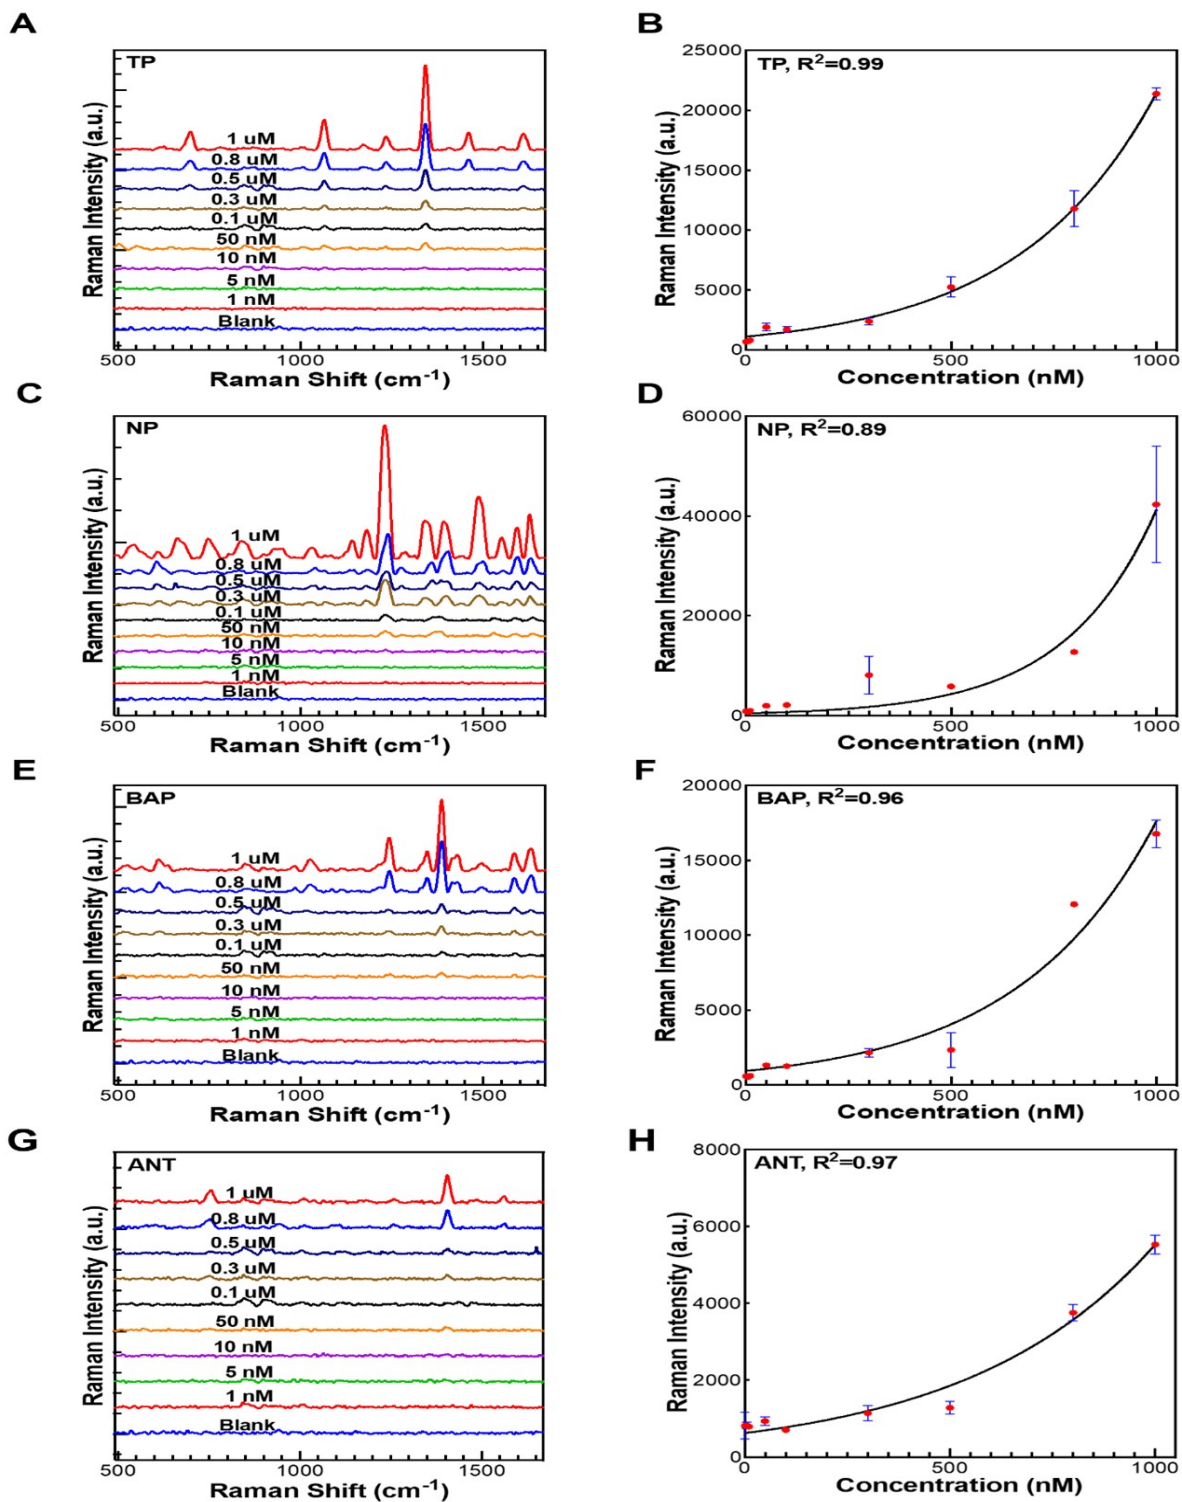 A
TP
1 uM
0.8 uM
0.5 uM
0.3 uM
0.1 uM
50 nM
10 nM
5 nM
1 nM
Blank
500 1000 1500
Raman Shift (cm⁻¹)
Raman Intensity (a.u.)
B
TP, R²=0.99
25000
20000
15000
10000
5000
0
0 500 1000
Concentration (nM)
Raman Intensity (a.u.)
C
NP
1 uM
0.8 uM
0.5 uM
0.3 uM
0.1 uM
50 nM
10 nM
5 nM
1 nM
Blank
500 1000 1500
Raman Shift (cm⁻¹)
Raman Intensity (a.u.)
D
NP, R²=0.89
60000
40000
20000
0
0 500 1000
Concentration (nM)
Raman Intensity (a.u.)
E
BAP
1 uM
0.8 uM
0.5 uM
0.3 uM
0.1 uM
50 nM
10 nM
5 nM
1 nM
Blank
500 1000 1500
Raman Shift (cm⁻¹)
Raman Intensity (a.u.)
F
BAP, R²=0.96
20000
15000
10000
5000
0
0 500 1000
Concentration (nM)
Raman Intensity (a.u.)
G
ANT
1 uM
0.8 uM
0.5 uM
0.3 uM
0.1 uM
50 nM
10 nM
5 nM
1 nM
Blank
500 1000 1500
Raman Shift (cm⁻¹)
Raman Intensity (a.u.)
H
ANT, R²=0.97
8000
6000
4000
2000
0
0 500 1000
Concentration (nM)
Raman Intensity (a.u.)